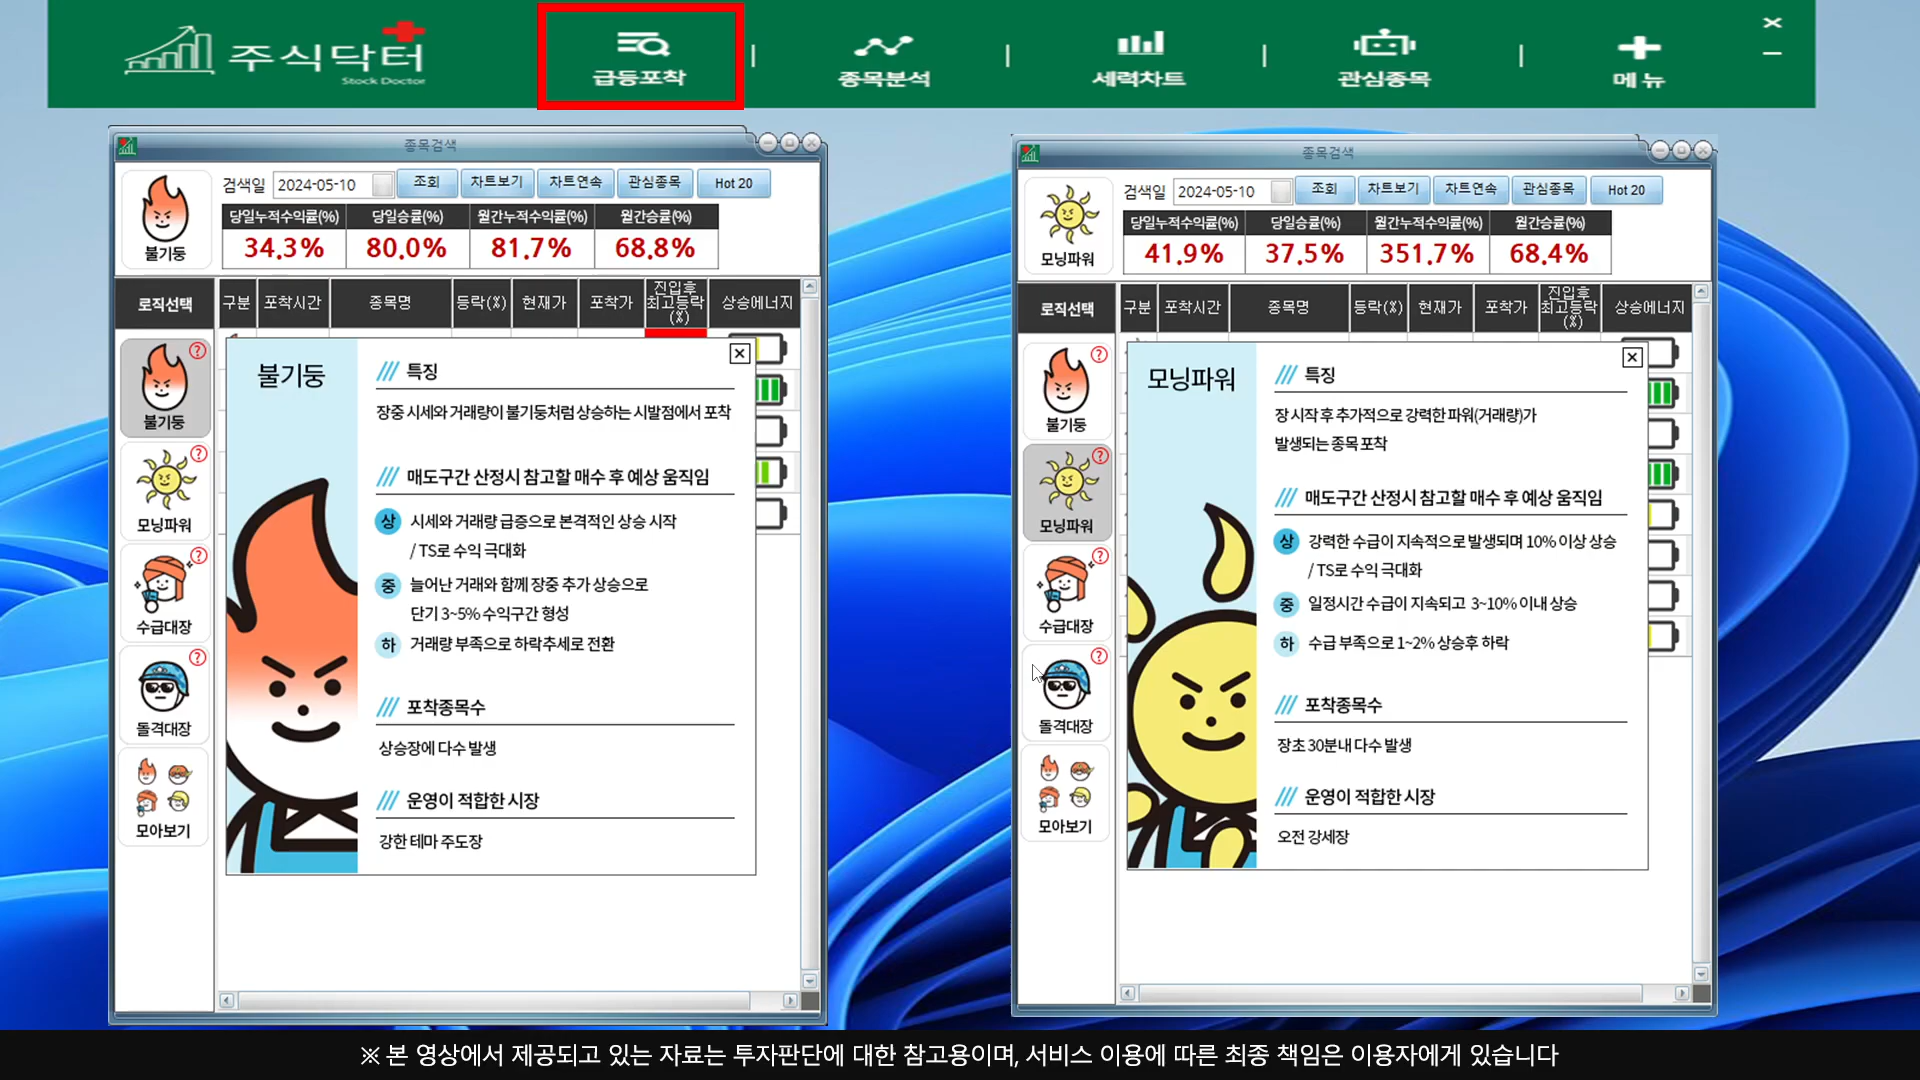 주식닥터
Stock Doctor
급등포착
종목분석
세력차트
관심종목
메뉴
종목검색
불기둥
검색일 2024-05-10 조회 차트보기 차트연속 관심종목 Hot 20
당일누적수익률(%) 당일승률(%) 월간누적수익률(%) 월간승률(%)
34.3% 80.0% 81.7% 68.8%
로직선택 구분 포착시간 종목명 등락(%) 현재가 포착가 진입후 최고등락 (%) 상승에너지
불기둥
모닝파워
수급대장
돌격대장
모아보기
불기둥
/// 특징
장중 시세와 거래량이 불기둥처럼 상승하는 시발점에서 포착
/// 매도구간 산정시 참고할 매수 후 예상 움직임
상 시세와 거래량 급증으로 본격적인 상승 시작
/ TS로 수익 극대화
중 늘어난 거래와 함께 장중 추가 상승으로
단기 3~5% 수익구간 형성
하 거래량 부족으로 하락추세로 전환
/// 포착종목수
상승장에 다수 발생
/// 운영이 적합한 시장
강한 테마 주도장
종목검색
모닝파워
검색일 2024-05-10 조회 차트보기 차트연속 관심종목 Hot 20
당일누적수익률(%) 당일승률(%) 월간누적수익률(%) 월간승률(%)
41.9% 37.5% 351.7% 68.4%
로직선택 구분 포착시간 종목명 등락(%) 현재가 포착가 진입후 최고등락 (%) 상승에너지
불기둥
모닝파워
수급대장
돌격대장
모아보기
모닝파워
/// 특징
장 시작 후 추가적으로 강력한 파워(거래량)가
발생되는 종목 포착
/// 매도구간 산정시 참고할 매수 후 예상 움직임
상 강력한 수급이 지속적으로 발생되며 10% 이상 상승
/ TS로 수익 극대화
중 일정시간 수급이 지속되고 3~10% 이내 상승
하 수급 부족으로 1~2% 상승후 하락
/// 포착종목수
장초 30분내 다수 발생
/// 운영이 적합한 시장
오전 강세장
※ 본 영상에서 제공되고 있는 자료는 투자판단에 대한 참고용이며, 서비스 이용에 따른 최종 책임은 이용자에게 있습니다